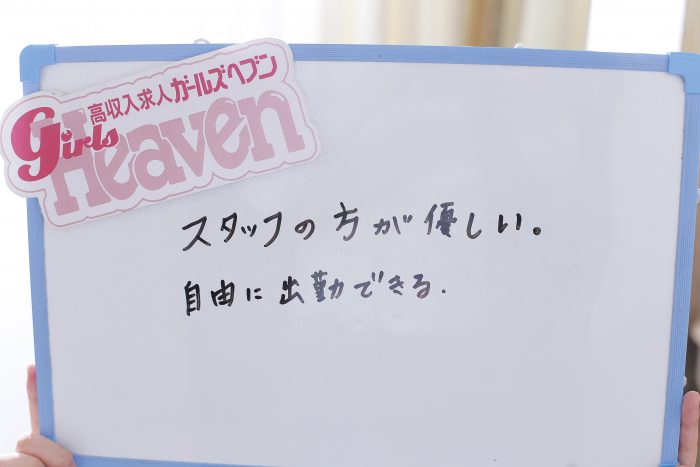 高収入求人ガールズヘブン
Girls
Heaven
スタッフの方が優しい。
自由に出勤できる.